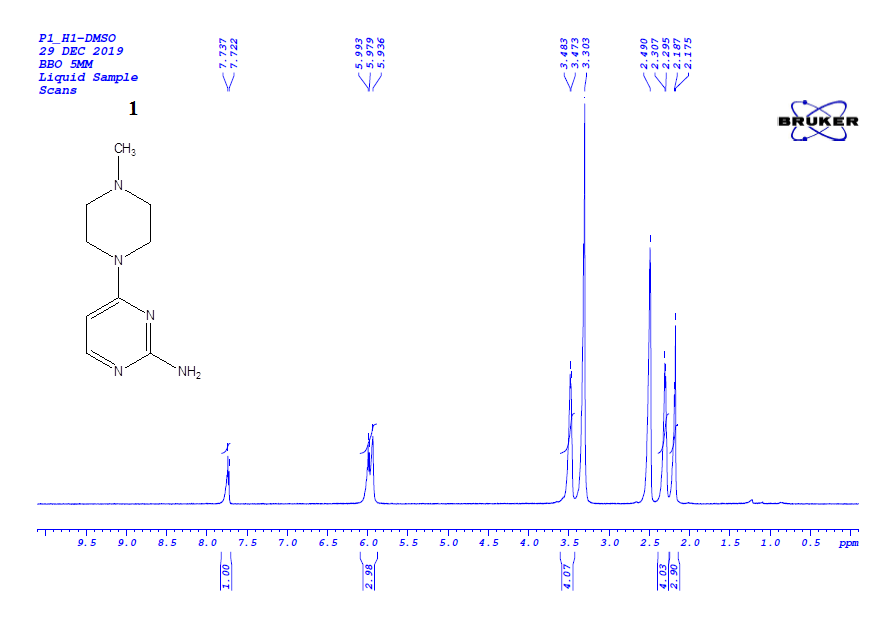 P1_H1-DMSO
29 DEC 2019
BBO 5MM
Liquid Sample
Scans
1
7.737
7.722
5.993
5.979
5.936
3.483
3.473
3.303
2.490
2.307
2.295
2.187
2.175
BRUKER
CH3
N
N
N
N
NH2
9.5 9.0 8.5 8.0 7.5 7.0 6.5 6.0 5.5 5.0 4.5 4.0 3.5 3.0 2.5 2.0 1.5 1.0 0.5 ppm
1.00
2.98
4.07
4.03
2.90